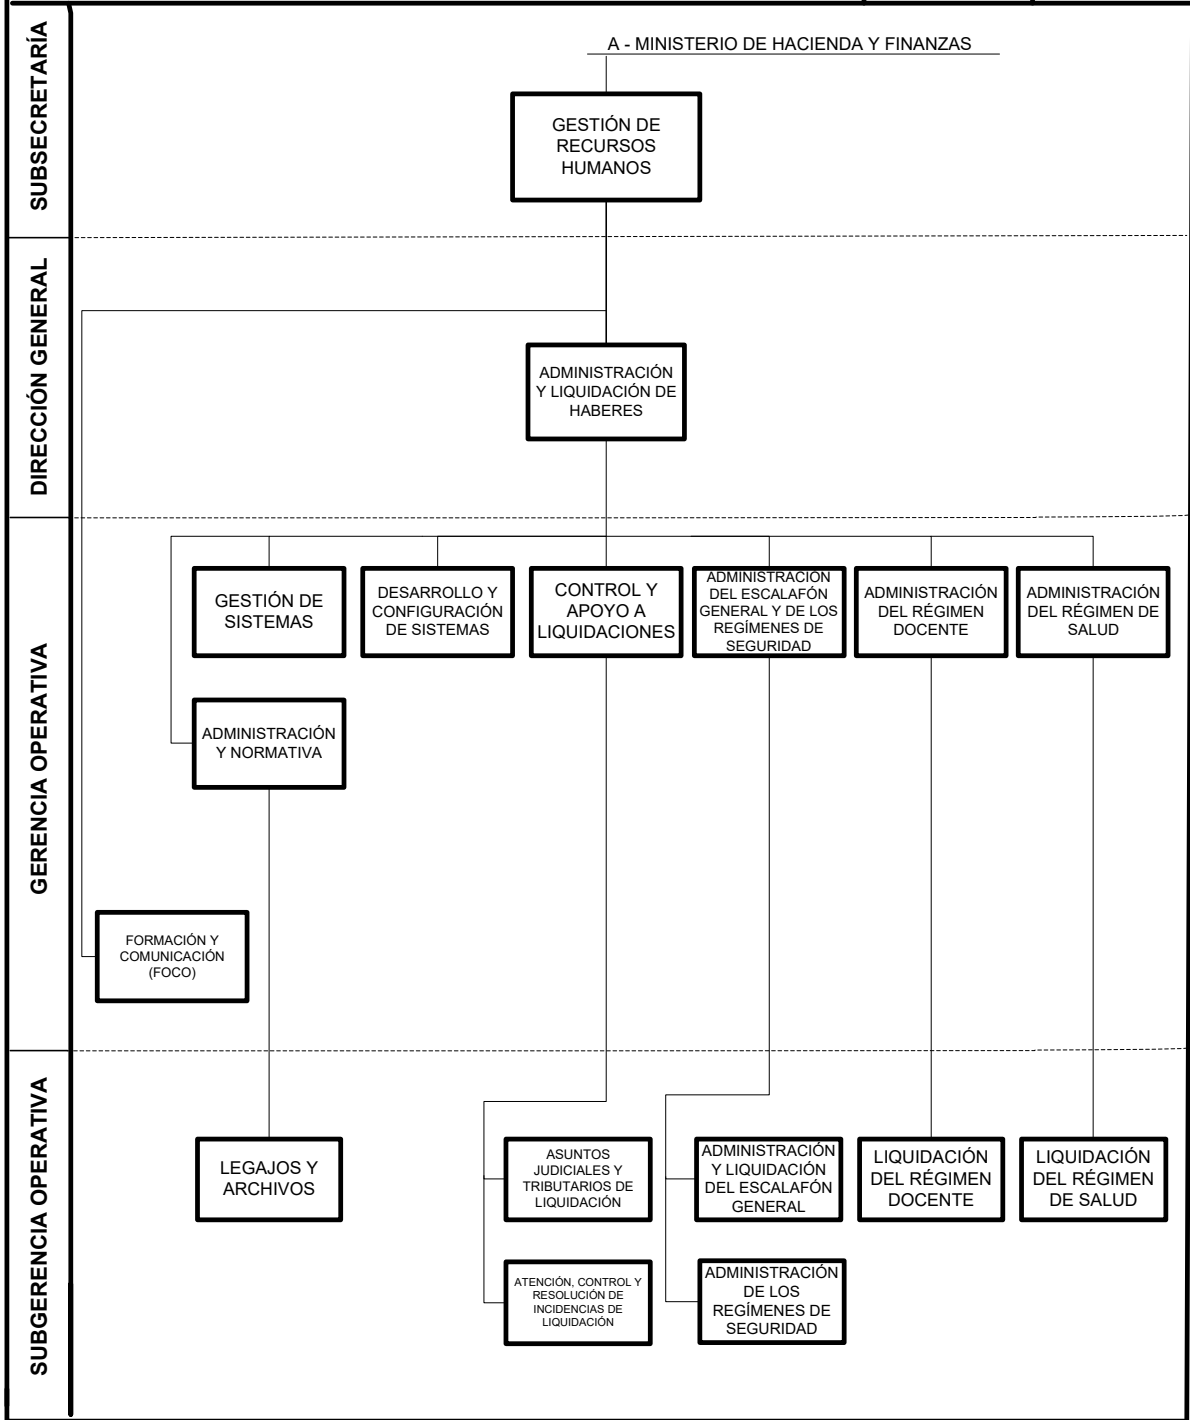 A - MINISTERIO DE HACIENDA Y FINANZAS
SUBSECRETARÍA
GESTIÓN DE
RECURSOS
HUMANOS
DIRECCIÓN GENERAL
ADMINISTRACIÓN
Y LIQUIDACIÓN DE
HABERES
GERENCIA OPERATIVA
GESTIÓN DE
SISTEMAS
DESARROLLO Y
CONFIGURACIÓN
DE SISTEMAS
CONTROL Y
APOYO A
LIQUIDACIONES
ADMINISTRACIÓN
DEL ESCALAFÓN
GENERAL Y DE LOS
REGÍMENES DE
SEGURIDAD
ADMINISTRACIÓN
DEL RÉGIMEN
DOCENTE
ADMINISTRACIÓN
DEL RÉGIMEN DE
SALUD
ADMINISTRACIÓN
Y NORMATIVA
FORMACIÓN Y
COMUNICACIÓN
(FOCO)
SUBGERENCIA OPERATIVA
LEGAJOS Y
ARCHIVOS
ASUNTOS
JUDICIALES Y
TRIBUTARIOS DE
LIQUIDACIÓN
ADMINISTRACIÓN
Y LIQUIDACIÓN
DEL ESCALAFÓN
GENERAL
LIQUIDACIÓN
DEL RÉGIMEN
DOCENTE
LIQUIDACIÓN
DEL RÉGIMEN
DE SALUD
ATENCIÓN, CONTROL Y
RESOLUCIÓN DE
INCIDENCIAS DE
LIQUIDACIÓN
ADMINISTRACIÓN
DE LOS
REGÍMENES DE
SEGURIDAD